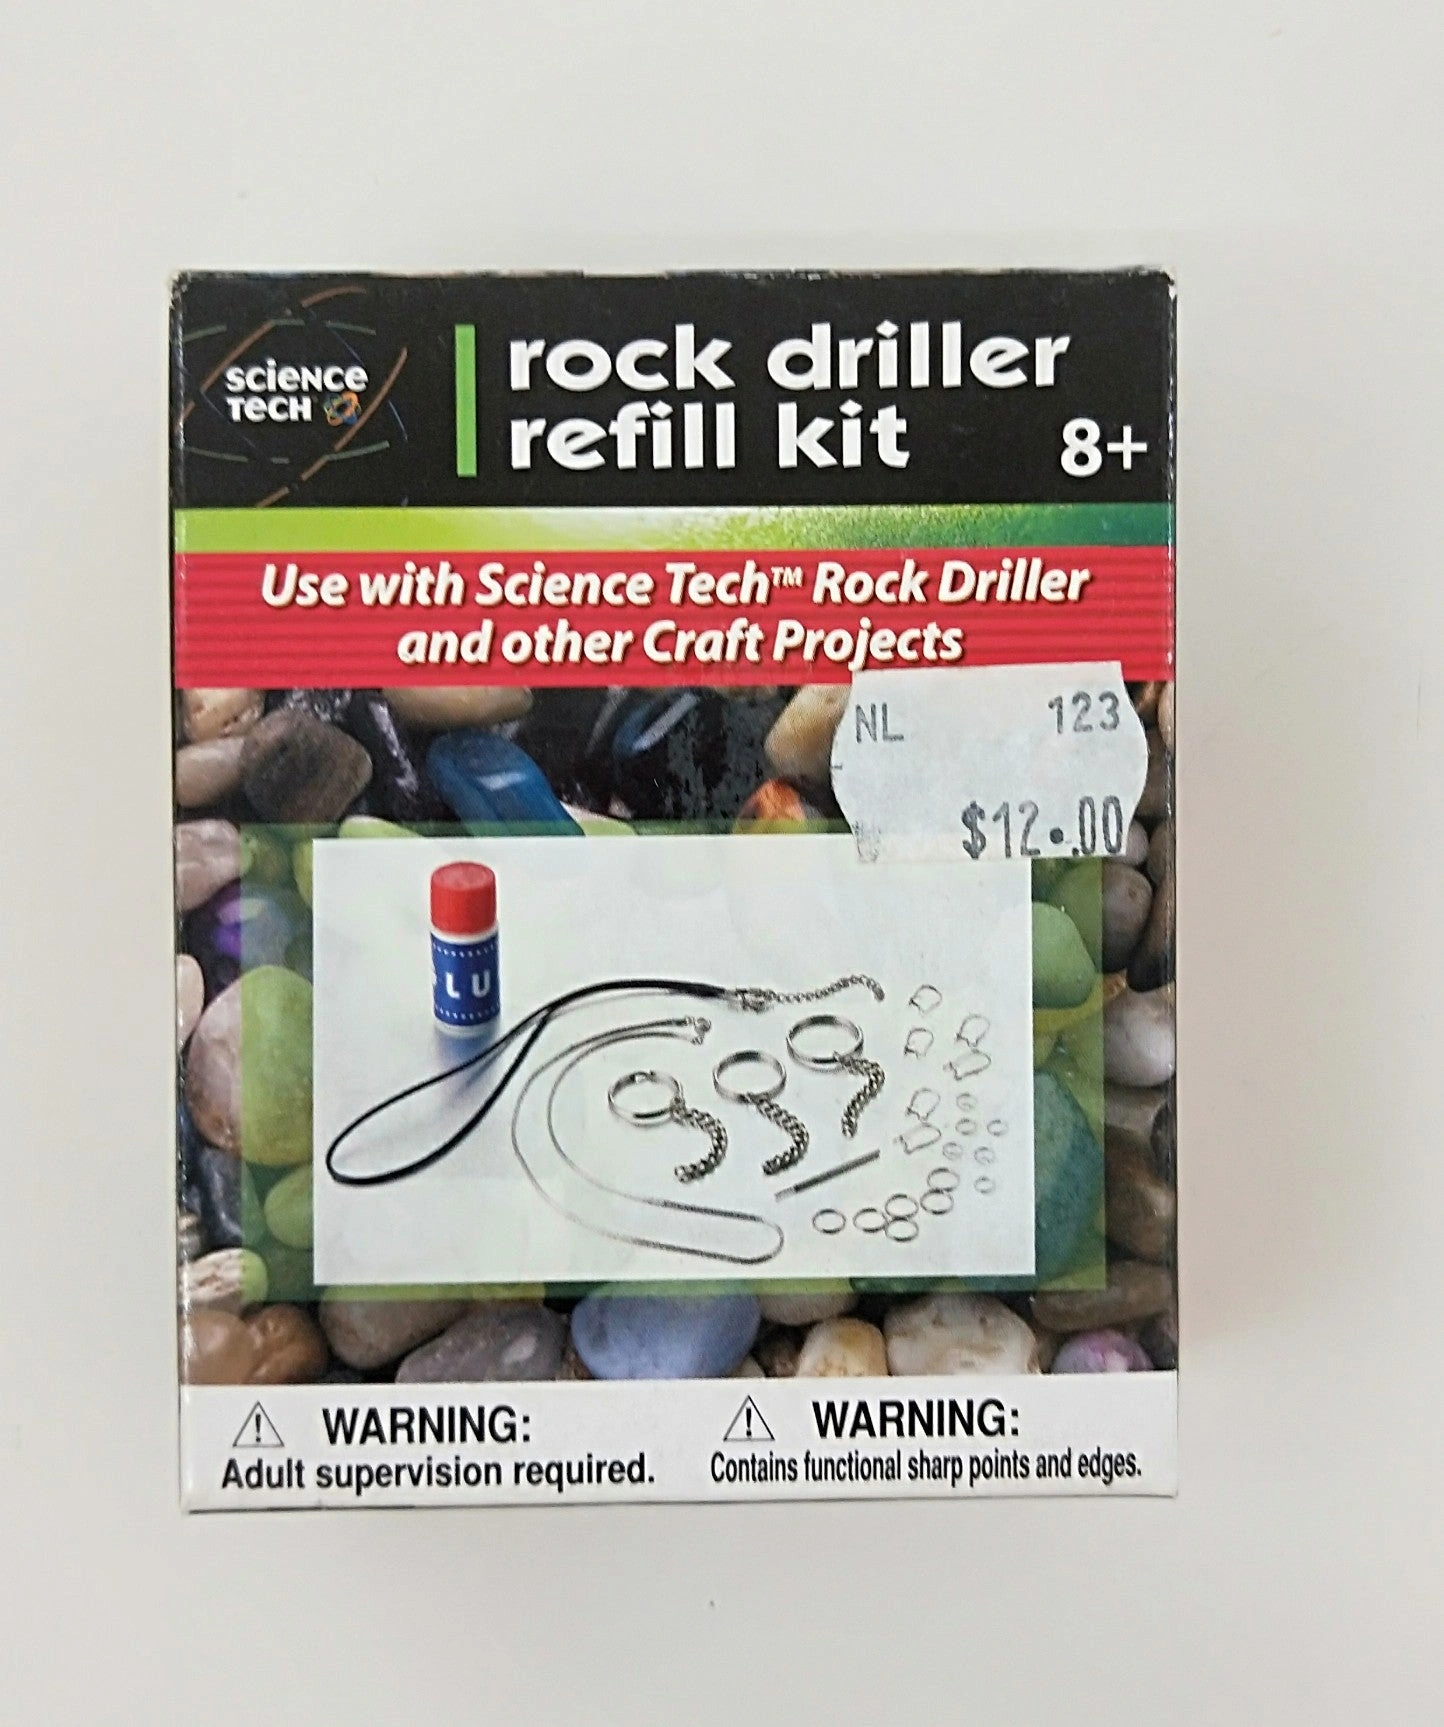 science
tech
rock driller
refill kit
8+
Use with Science Tech™ Rock Driller
and other Craft Projects
NL 123
$12.00
LU
WARNING:
Adult supervision required.
WARNING:
Contains functional sharp points and edges.